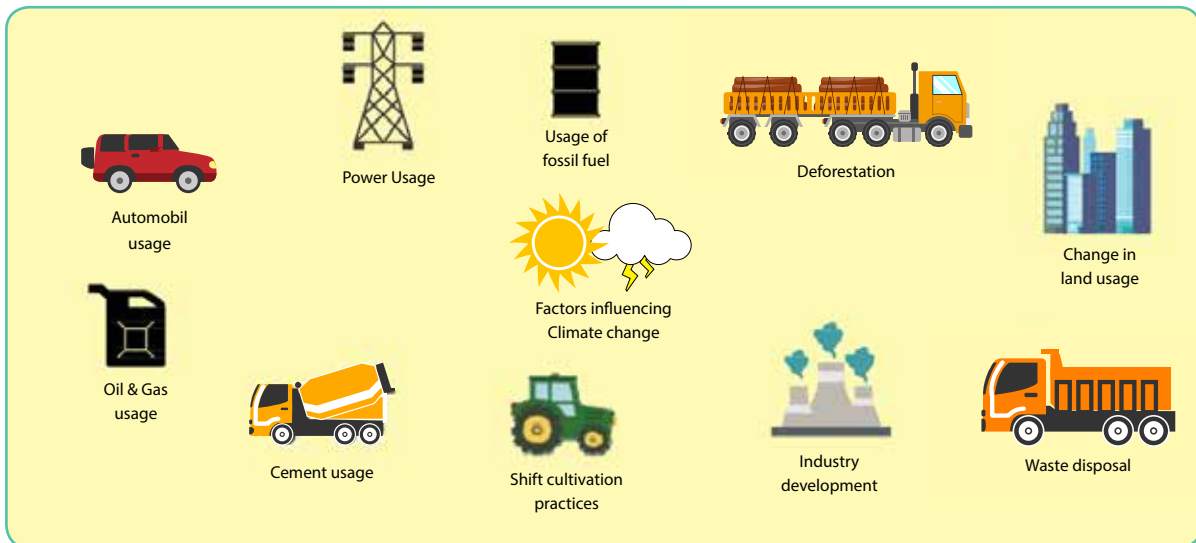 Power Usage
Usage of
fossil fuel
Deforestation
Automobil
usage
Change in
land usage
Factors influencing
Climate change
Oil & Gas
usage
Cement usage
Shift cultivation
practices
Industry
development
Waste disposal